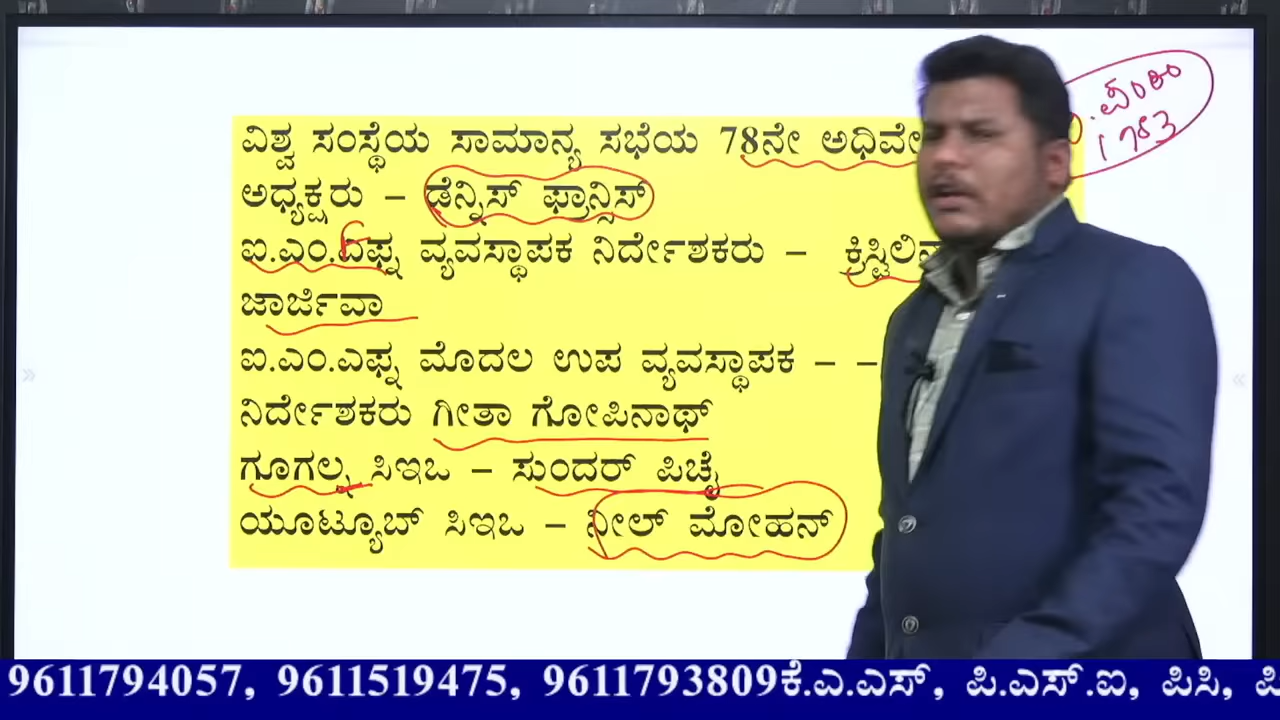 ವಿಶ್ವ ಸಂಸ್ಥೆಯ ಸಾಮಾನ್ಯ ಸಭೆಯ 78ನೇ ಅಧಿವೇ
ಅಧ್ಯಕ್ಷರು – ಡೆನ್ನಿಸ್ ಫ್ರಾನ್ಸಿಸ್
ಐ.ಎಂ.ಎಫ್ನ ವ್ಯವಸ್ಥಾಪಕ ನಿರ್ದೇಶಕರು – ಕ್ರಿಸ್ಟಲಿನಾ
ಜಾರ್ಜಿವಾ
ಐ.ಎಂ.ಎಫ್ನ ಮೊದಲ ಉಪ ವ್ಯವಸ್ಥಾಪಕ – –
ನಿರ್ದೇಶಕರು ಗೀತಾ ಗೋಪಿನಾಥ್
ಗೂಗಲ್ನ ಸಿಇಒ – ಸುಂದರ್ ಪಿಚೈ
ಯೂಟ್ಯೂಬ್ ಸಿಇಒ – ನೀಲ್ ಮೋಹನ್
9611794057, 9611519475, 9611793809ಕೆ.ಎ.ಎಸ್, ಪಿ.ಎಸ್.ಐ, ಪಿಸಿ,